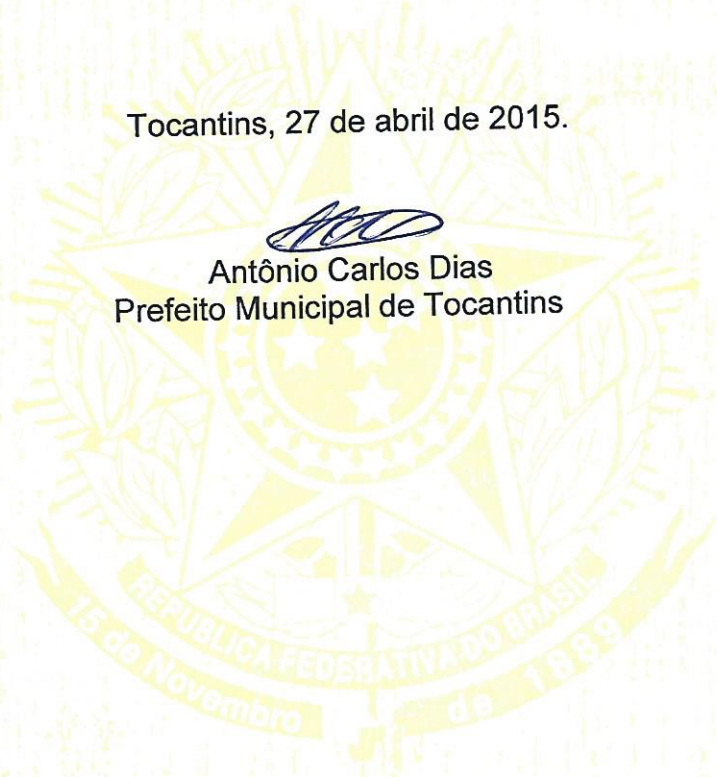 Tocantins, 27 de abril de 2015.
Antônio Carlos Dias
Prefeito Municipal de Tocantins
REPUBLICA FEDERATIVA DO BRASIL
15 de Novembro de 1889